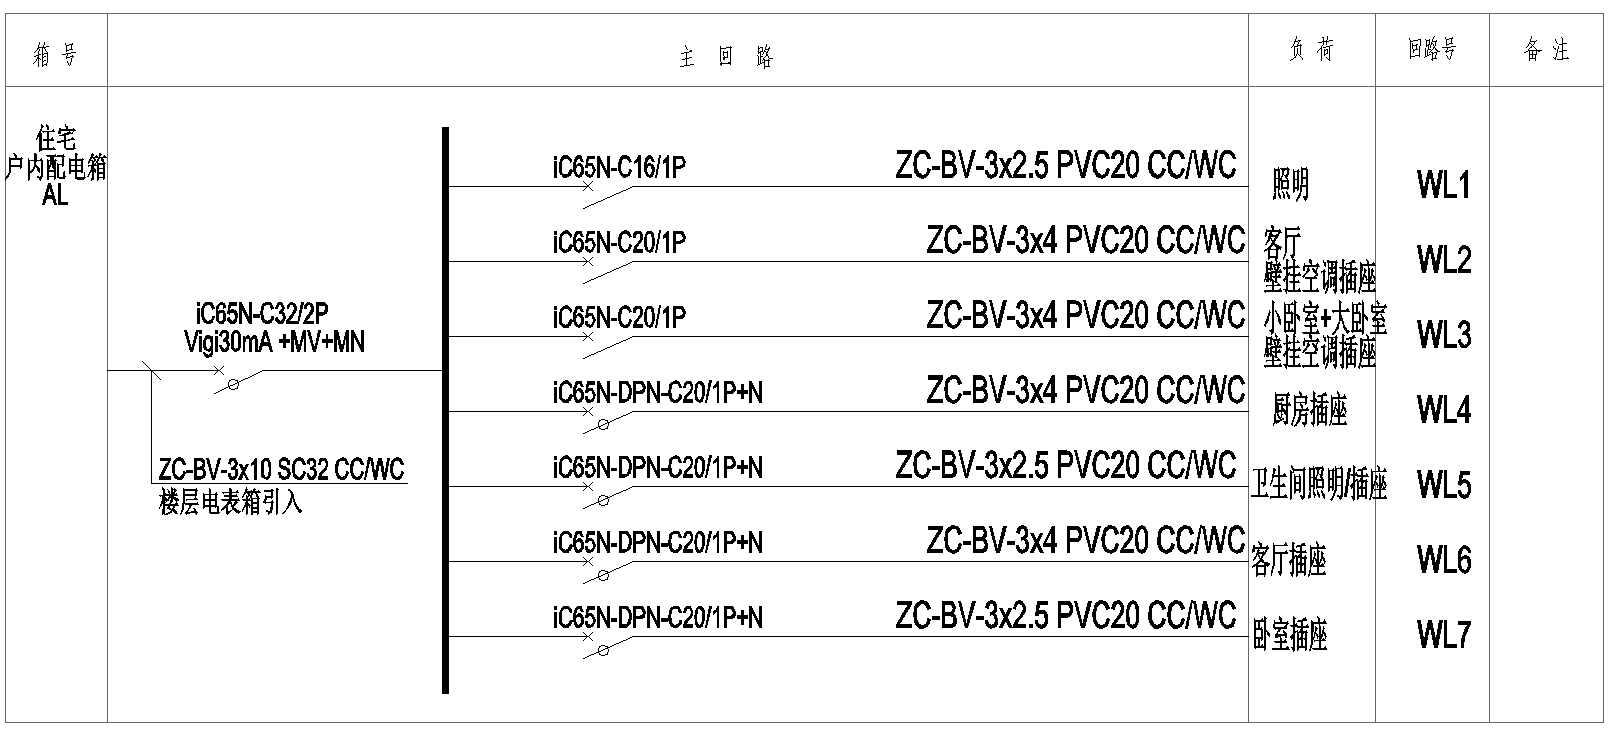 箱号 主回路 负荷 回路号 备注
住宅
户内配电箱
AL
iC65N-C32/2P
Vigi30mA +MV+MN
ZC-BV-3x10 SC32 CC/WC
楼层电表箱引入
iC65N-C16/1P ZC-BV-3x2.5 PVC20 CC/WC 照明 WL1
iC65N-C20/1P ZC-BV-3x4 PVC20 CC/WC 客厅 WL2
壁挂空调插座
iC65N-C20/1P ZC-BV-3x4 PVC20 CC/WC 小卧室+大卧室 WL3
壁挂空调插座
iC65N-DPN-C20/1P+N ZC-BV-3x4 PVC20 CC/WC 厨房插座 WL4
iC65N-DPN-C20/1P+N ZC-BV-3x2.5 PVC20 CC/WC 卫生间照明/插座 WL5
iC65N-DPN-C20/1P+N ZC-BV-3x4 PVC20 CC/WC 客厅插座 WL6
iC65N-DPN-C20/1P+N ZC-BV-3x2.5 PVC20 CC/WC 卧室插座 WL7